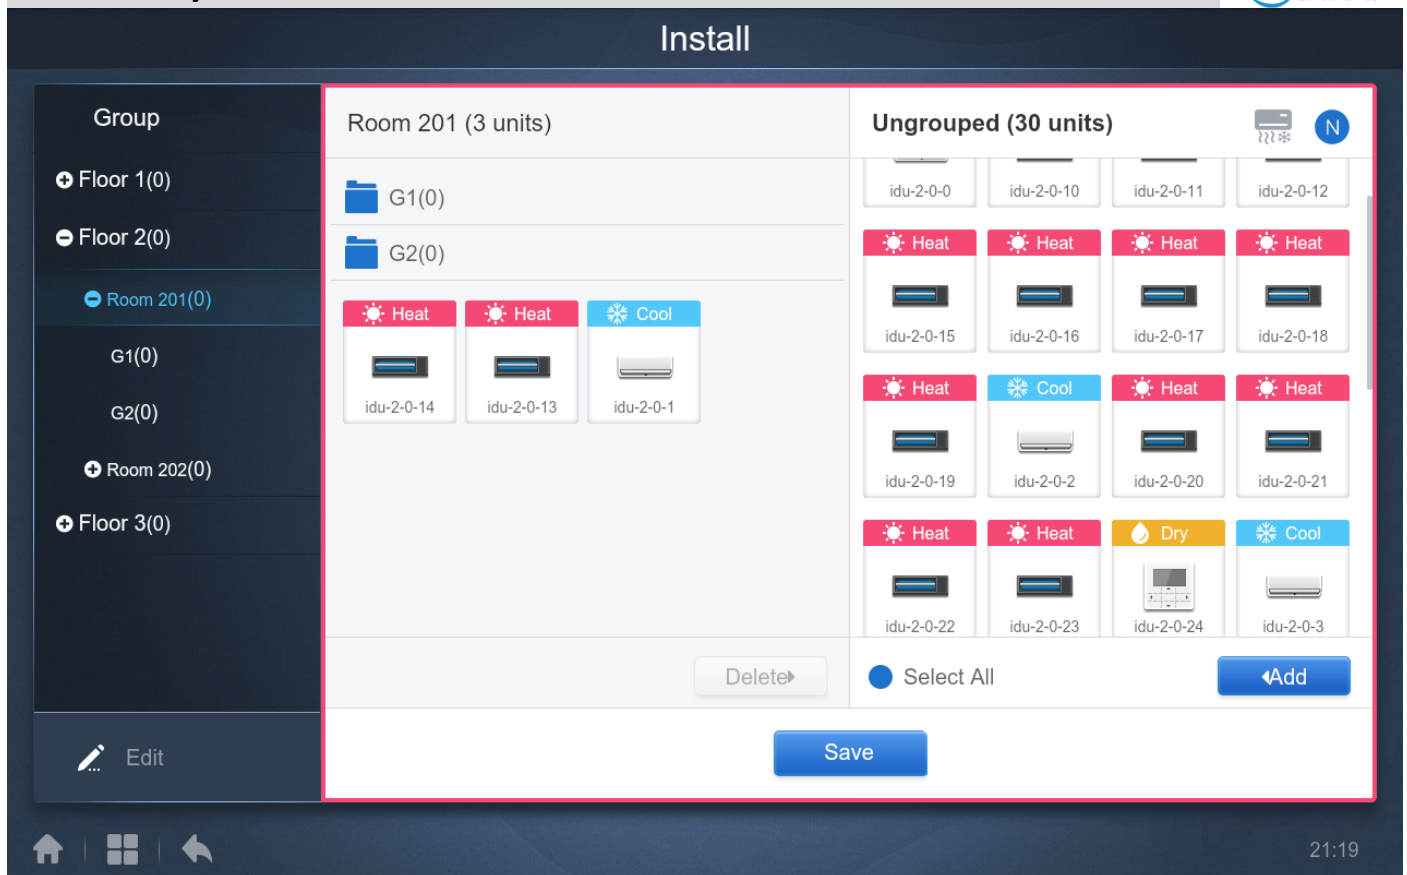 Install
Group
Floor 1(0)
Floor 2(0)
Room 201(0)
G1(0)
G2(0)
Room 202(0)
Floor 3(0)
Edit
Room 201 (3 units)
G1(0)
G2(0)
Heat Heat Cool
idu-2-0-14 idu-2-0-13 idu-2-0-1
Delete
Ungrouped (30 units)
N
idu-2-0-0 idu-2-0-10 idu-2-0-11 idu-2-0-12
Heat Heat Heat Heat
idu-2-0-15 idu-2-0-16 idu-2-0-17 idu-2-0-18
Heat Cool Heat Heat
idu-2-0-19 idu-2-0-2 idu-2-0-20 idu-2-0-21
Heat Heat Dry Cool
idu-2-0-22 idu-2-0-23 idu-2-0-24 idu-2-0-3
Select All
Add
Save
21:19